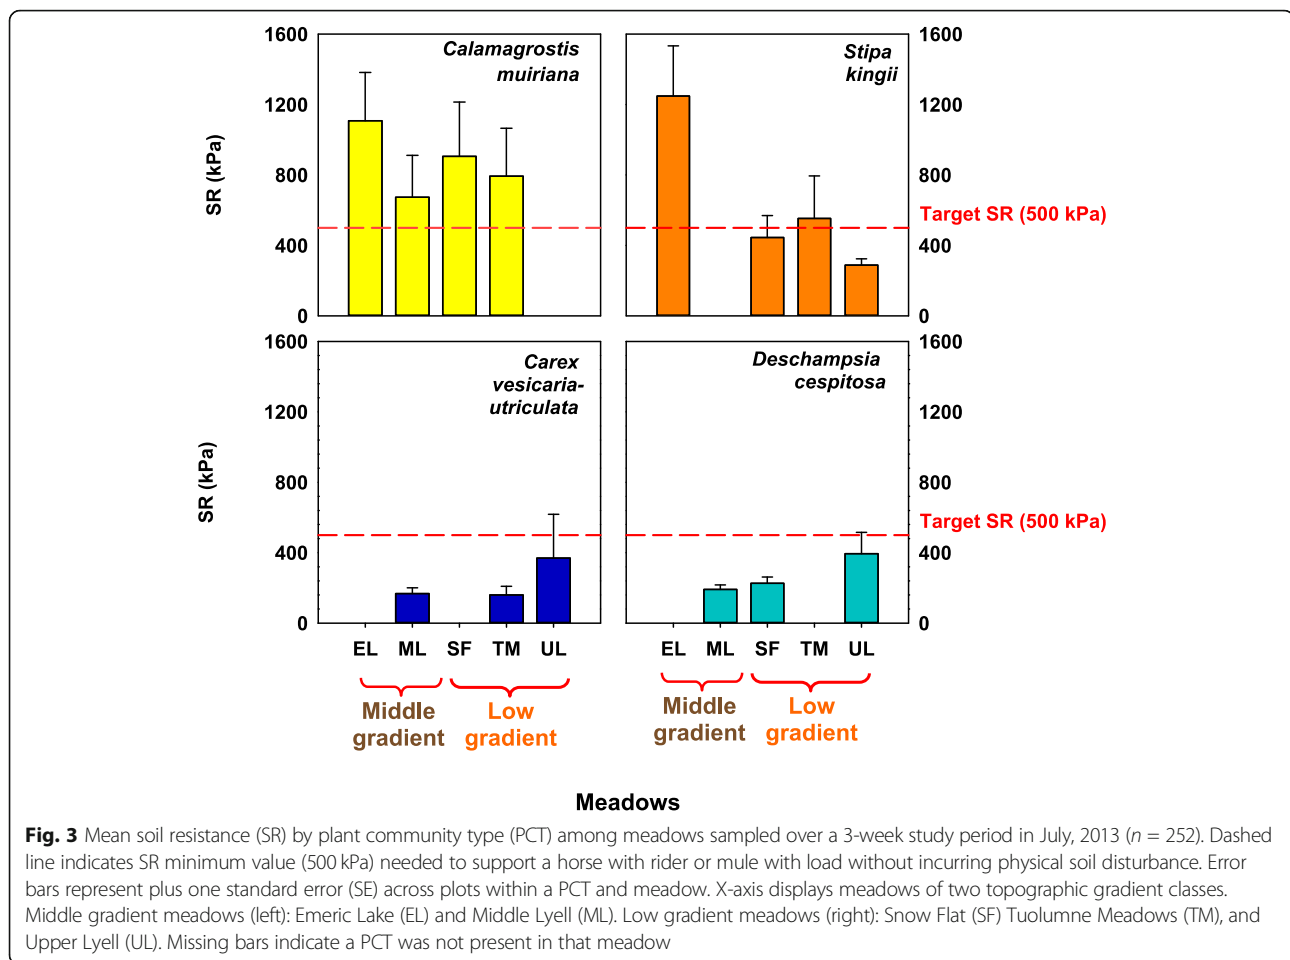 1600
1200
800
400
0
SR (kPa)
Calamagrostis
muiriana
Stipa
kingii
1600
1200
800
Target SR (500 kPa)
400
0
1600
1200
800
400
0
SR (kPa)
Carex
vesicaria-
utriculata
Deschampsia
cespitosa
1600
1200
800
Target SR (500 kPa)
400
0
EL ML SF TM UL
EL ML SF TM UL
Middle
gradient
Low
gradient
Middle
gradient
Low
gradient
Meadows
Fig. 3 Mean soil resistance (SR) by plant community type (PCT) among meadows sampled over a 3-week study period in July, 2013 (n = 252). Dashed
line indicates SR minimum value (500 kPa) needed to support a horse with rider or mule with load without incurring physical soil disturbance. Error
bars represent plus one standard error (SE) across plots within a PCT and meadow. X-axis displays meadows of two topographic gradient classes.
Middle gradient meadows (left): Emeric Lake (EL) and Middle Lyell (ML). Low gradient meadows (right): Snow Flat (SF) Tuolumne Meadows (TM), and
Upper Lyell (UL). Missing bars indicate a PCT was not present in that meadow